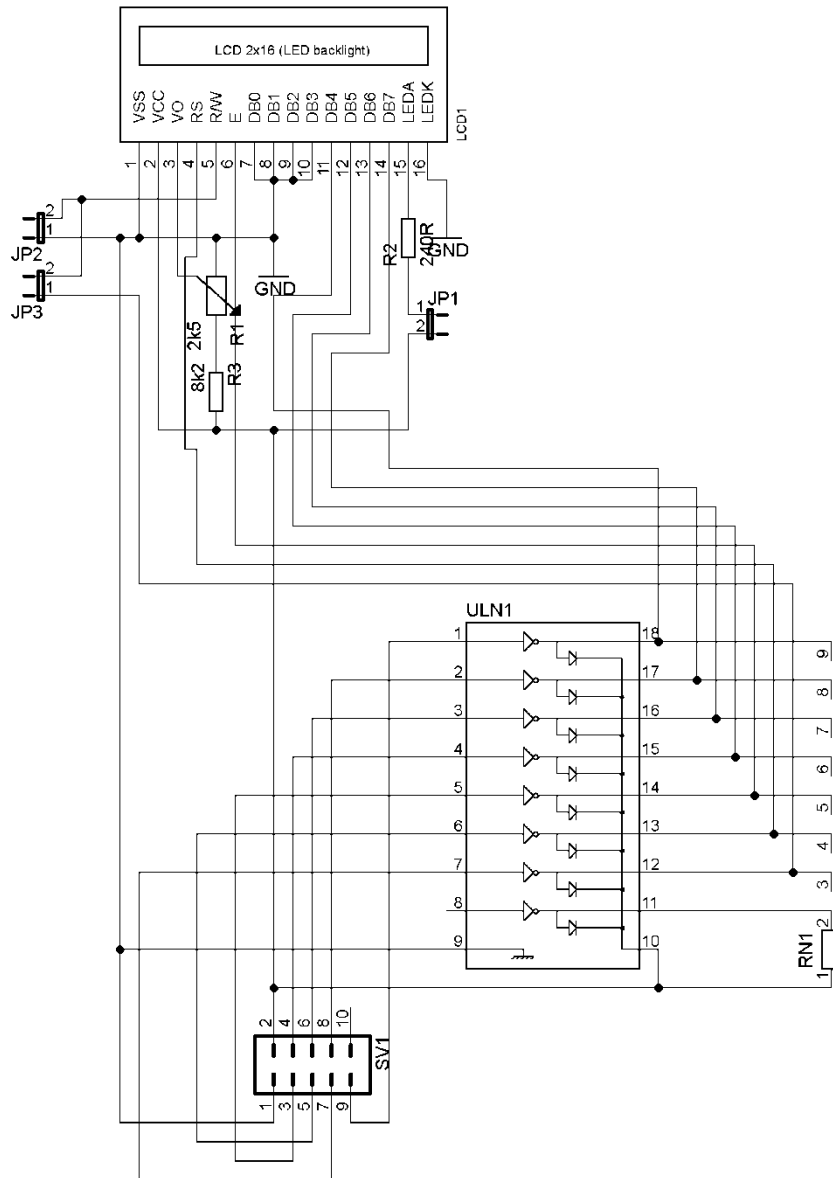 LCD 2x16 (LED backlight)
VSS
VCC
VO
RS
R/W
E
DB0
DB1
DB2
DB3
DB4
DB5
DB6
DB7
LEDA
LEDK
LCD1
1
2
3
4
5
6
7
8
9
10
11
12
13
14
15
16
2
1
JP2
2
1
JP3
GND
R2
240R
GND
JP1
1
2
2k5
R1
8k2
R3
ULN1
1
2
3
4
5
6
7
8
9
18
17
16
15
14
13
12
11
10
9
8
7
6
5
4
3
2
1
RN1
2
4
6
8
10
SV1
1
3
5
7
9